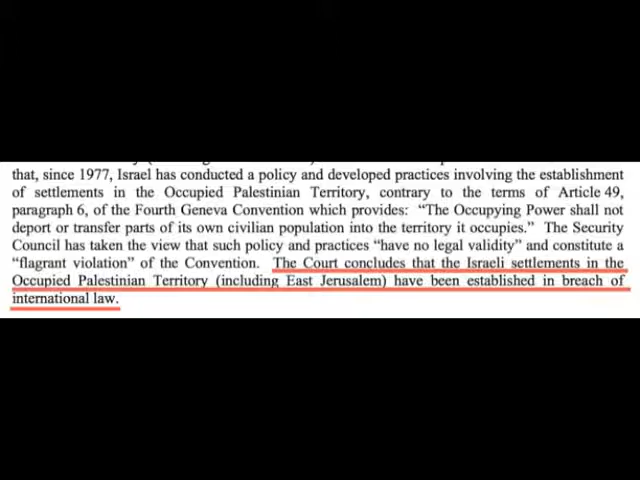 that, since 1977, Israel has conducted a policy and developed practices involving the establishment
of settlements in the Occupied Palestinian Territory, contrary to the terms of Article 49,
paragraph 6, of the Fourth Geneva Convention which provides: “The Occupying Power shall not
deport or transfer parts of its own civilian population into the territory it occupies.” The Security
Council has taken the view that such policy and practices “have no legal validity” and constitute a
“flagrant violation” of the Convention. The Court concludes that the Israeli settlements in the
Occupied Palestinian Territory (including East Jerusalem) have been established in breach of
international law.